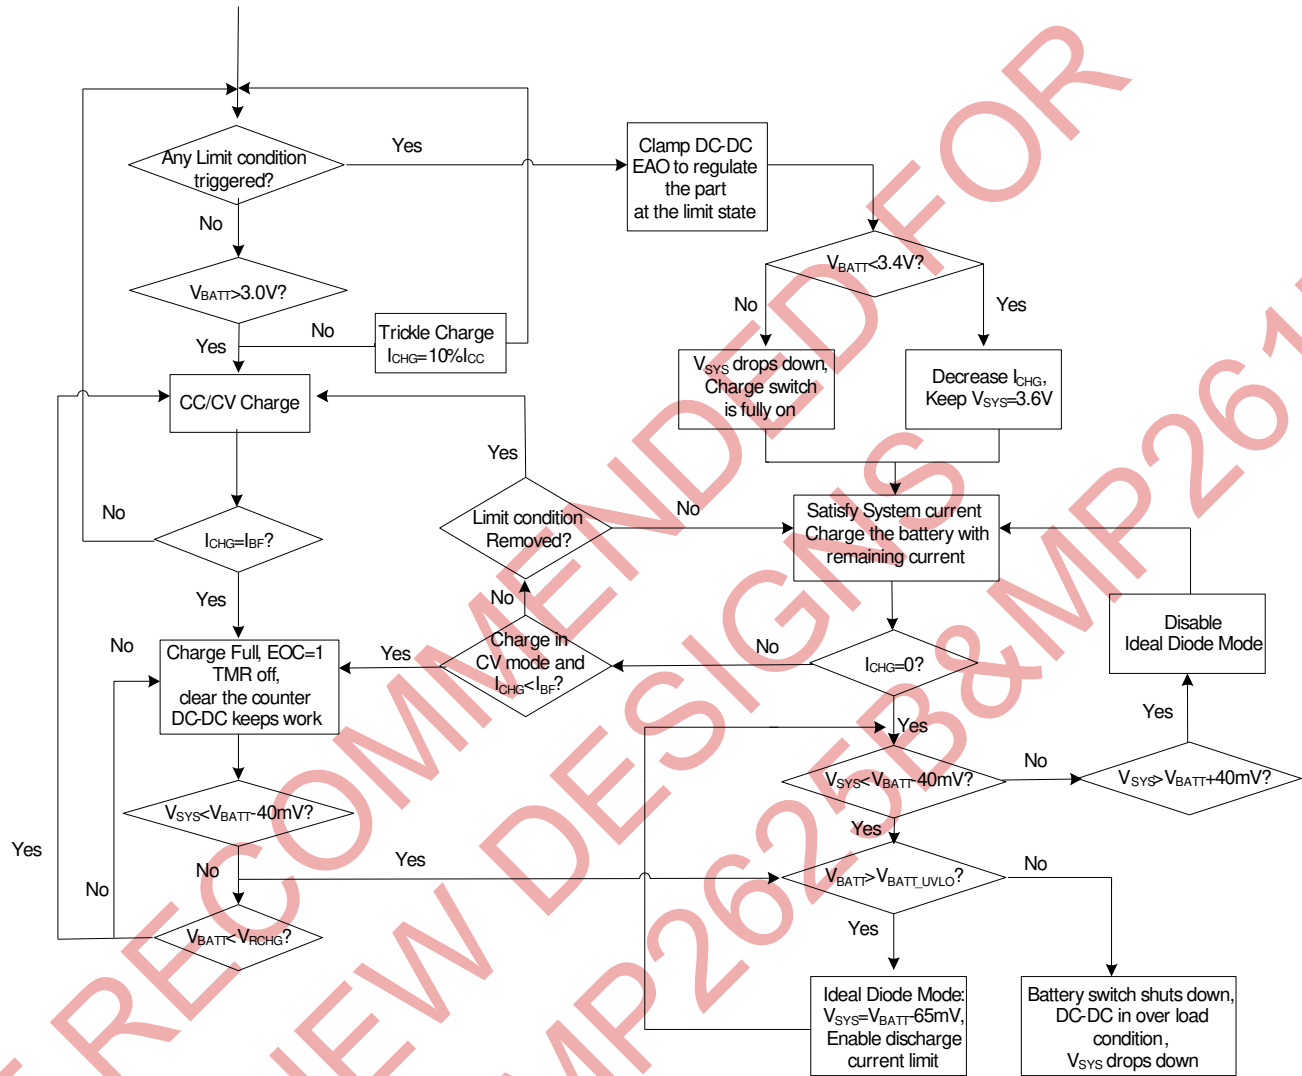 Any Limit condition
triggered?
Yes
No
Clamp DC-DC
EAO to regulate
the part
at the limit state
VBATT<3.4V?
VBATT>3.0V?
No
Yes
No
Yes
Trickle Charge
ICHG=10%ICC
VSYS drops down,
Charge switch
is fully on
Decrease ICHG,
Keep VSYS=3.6V
CC/CV Charge
Yes
Limit condition
Removed?
No
Satisfy System current
Charge the battery with
remaining current
No
ICHG=IBF?
Yes
No
Disable
Ideal Diode Mode
No
Charge Full, EOC=1
TMR off,
clear the counter
DC-DC keeps work
Yes
Charge in
CV mode and
ICHG<IBF?
No
ICHG=0?
Yes
Yes
VSYS<VBATT-40mV?
No
VSYS>VBATT+40mV?
VSYS<VBATT-40mV?
Yes
Yes
No
Yes
No
VBATT>VBATT_UVLO?
No
VBATT<VRCHG?
Yes
Ideal Diode Mode:
VSYS=VBATT-65mV,
Enable discharge
current limit
Battery switch shuts down,
DC-DC in over load
condition,
VSYS drops down
RECOMMENDED FOR
NEW DESIGNS
MP2625B&MP261